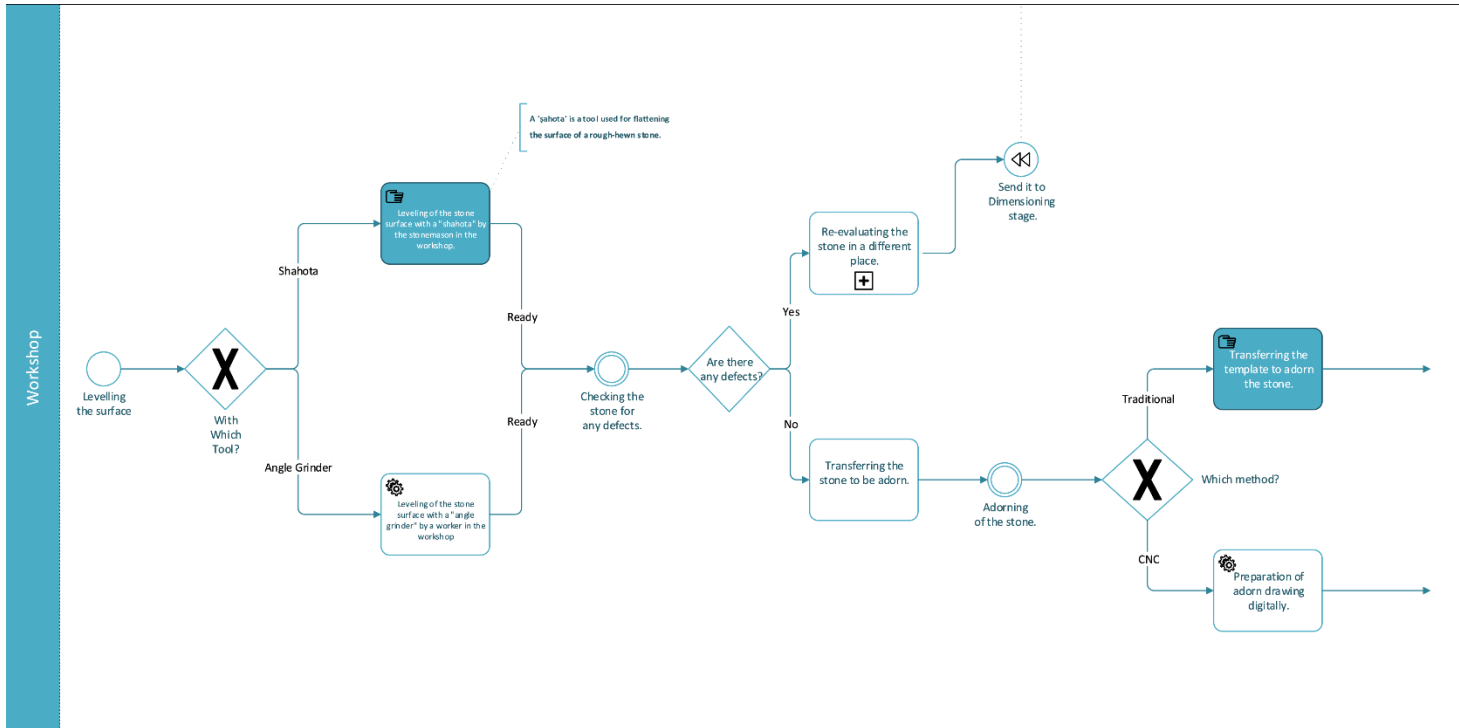 Workshop
Levelling
the surface
With
Which
Tool?
Shahota
Angle Grinder
A 'şahota' is a tool used for flattening
the surface of a rough-hewn stone.
Leveling of the stone
surface with a "shahota" by
the stonemason in the
workshop.
Leveling of the stone
surface with a "angle
grinder" by a worker in the
workshop
Ready
Ready
Checking the
stone for
any defects.
Are there
any defects?
Yes
No
Re-evaluating the
stone in a different
place.
Send it to
Dimensioning
stage.
Transferring the
stone to be adorn.
Adorning
of the stone.
Which method?
Traditional
CNC
Transferring the
template to adorn
the stone.
Preparation of
adorn drawing
digitally.